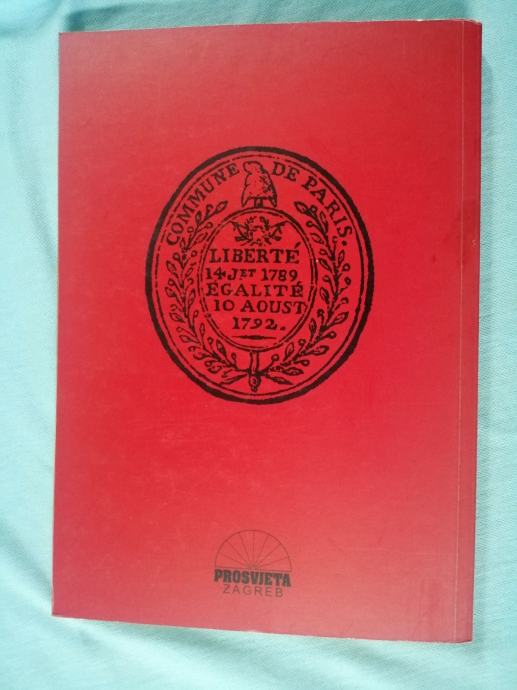 COMMUNE DE PARIS.
LIBERTÉ
14 JET 1789
ÉGALITÉ
10 AOUST
1792.
PROSVJETA
ZAGREB